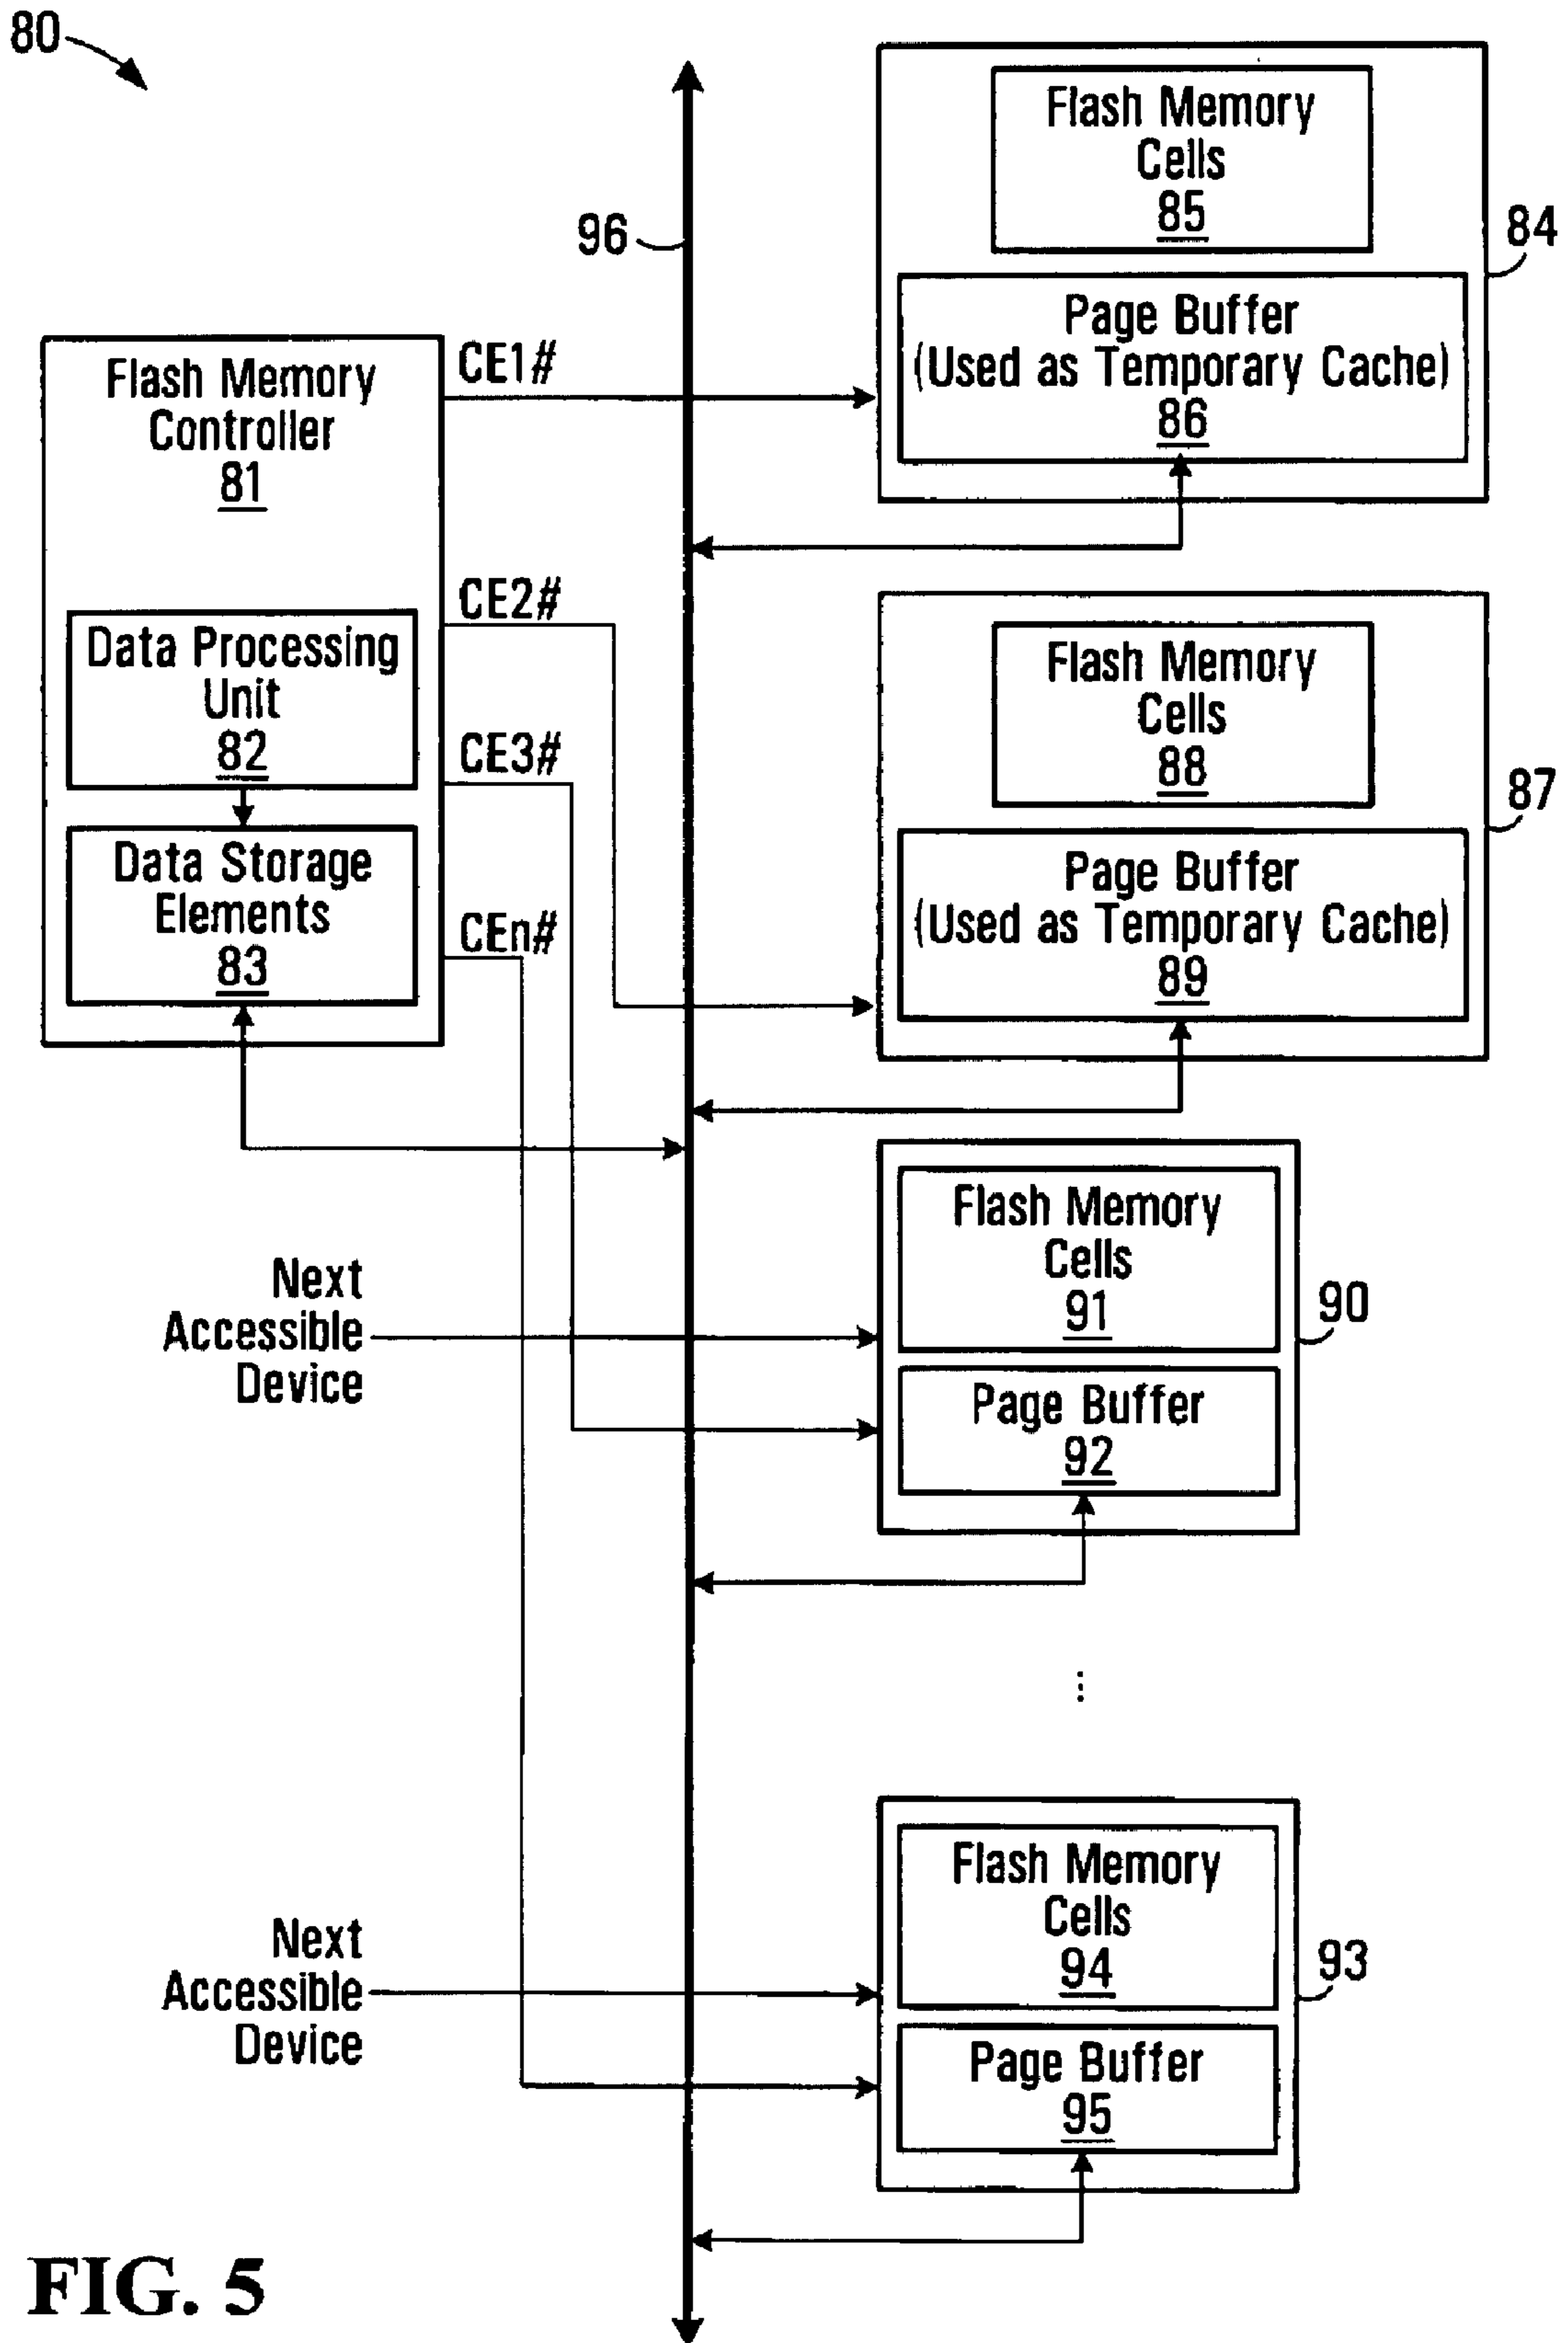 80
Flash Memory
Cells
85
84
96
Page Buffer
(Used as Temporary Cache)
86
Flash Memory
Controller
81
CE1#
CE2#
CE3#
CEn#
Data Processing
Unit
82
Data Storage
Elements
83
Flash Memory
Cells
88
87
Page Buffer
(Used as Temporary Cache)
89
Next
Accessible
Device
Flash Memory
Cells
91
90
Page Buffer
92
...
Next
Accessible
Device
Flash Memory
Cells
94
93
Page Buffer
95
FIG. 5